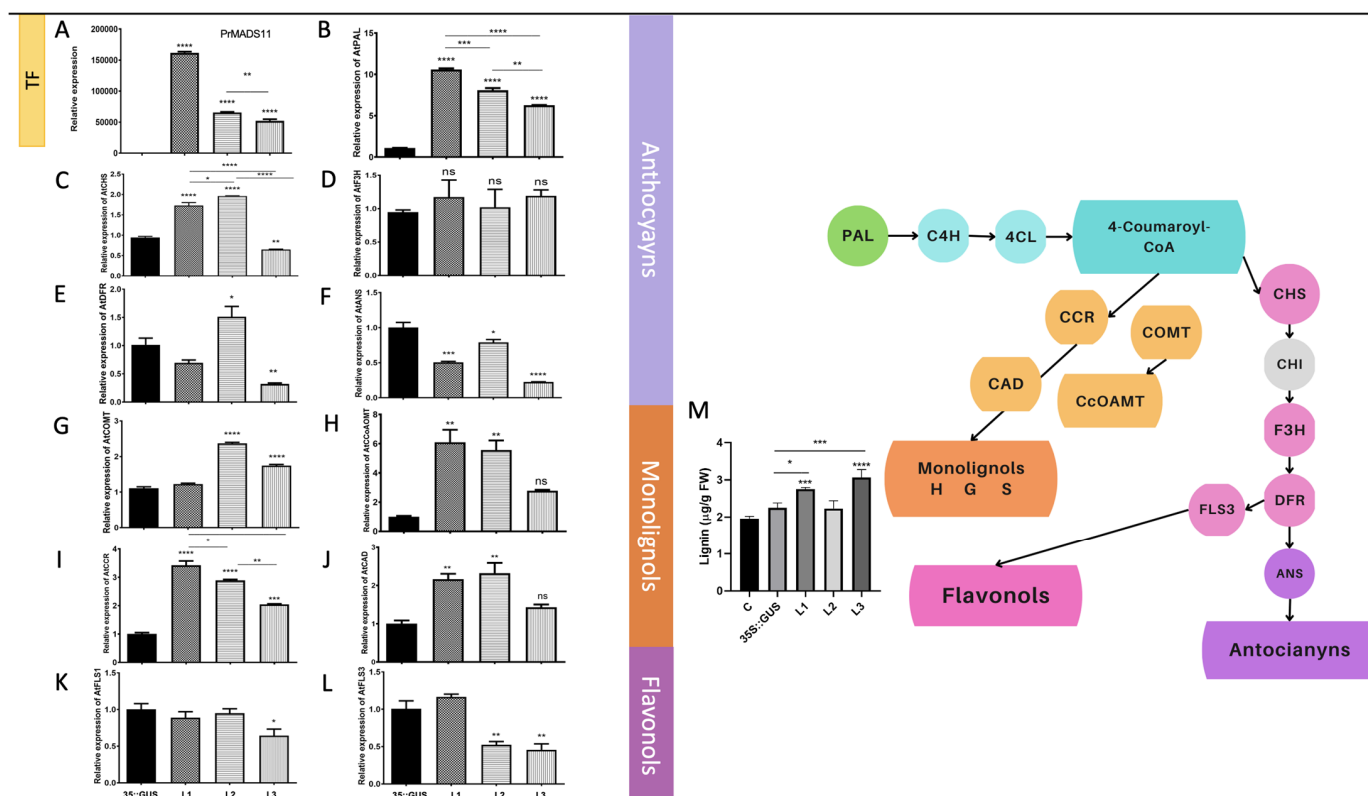 TF
A
PrMADS11
Relative expression
200000
150000
100000
50000
0
****
****
****
**
B
Relative expression of AtPAL
15
10
5
0
****
***
**
****
****
****
C
Relative expression of AtCHS
2.5
2.0
1.5
1.0
0.5
0.0
****
*
****
****
****
**
D
Relative expression of AtF3H
2.0
1.5
1.0
0.5
0.0
ns
ns
ns
E
Relative expression of AtDFR
2.0
1.5
1.0
0.5
0.0
*
**
F
Relative expression of AtANS
1.5
1.0
0.5
0.0
***
*
****
G
Relative expression of AtCOMT
3
2
1
0
****
****
H
Relative expression of AtCCoAOMT
8
6
4
2
0
**
**
ns
I
Relative expression of AtCCR
4
3
2
1
0
*
**
****
****
***
J
Relative expression of AtCAD
3
2
1
0
**
**
ns
K
Relative expression of AtFLS1
1.5
1.0
0.5
0.0
*
35::GUS
L1
L2
L3
L
Relative expression of AtFLS3
1.5
1.0
0.5
0.0
**
**
35::GUS
L1
L2
L3
Anthocyayns
Monolignols
Flavonols
M
Lignin (µg/g FW)
4
3
2
1
0
***
*
***
****
C
35S::GUS
L1
L2
L3
PAL
C4H
4CL
4-Coumaroyl-
CoA
CHS
CCR
COMT
CHI
CAD
CcOAMT
F3H
Monolignols
H G S
FLS3
DFR
Flavonols
ANS
Antocianyns